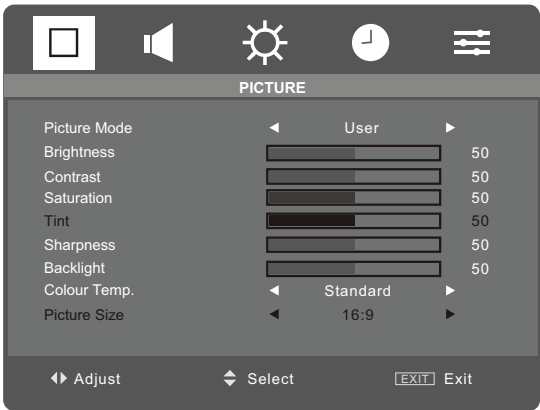 PICTURE
Picture Mode User
Brightness 50
Contrast 50
Saturation 50
Tint 50
Sharpness 50
Backlight 50
Colour Temp. Standard
Picture Size 16:9
Adjust Select EXIT Exit